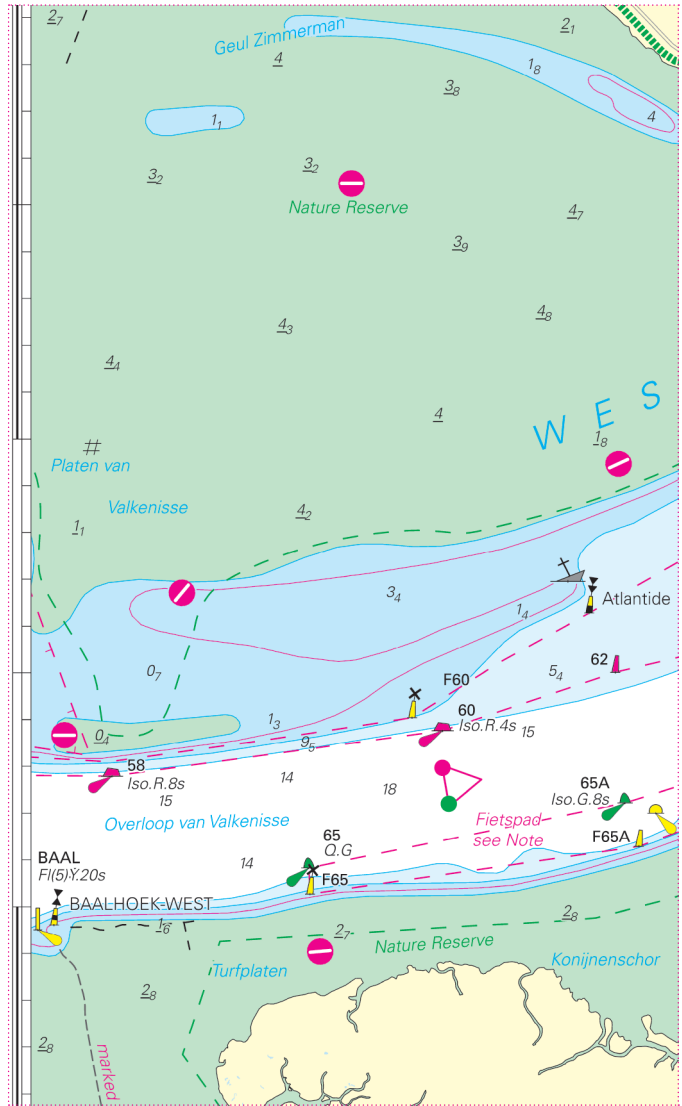 2₇
Geul Zimmerman
2₁
4
1₈
3₈
4
1₁
3₂
3₂
Nature Reserve
4₇
3₉
4₈
4₃
4₄
4
W E S
1₈
#
Platen van
Valkenisse
4₂
1₁
3₄
1₄
Atlantide
0₇
F60
5₄
62
1₃
60
Iso.R.4s
15
0₄
9₅
58
Iso.R.8s
14
18
15
65A
Iso.G.8s
Overloop van Valkenisse
Fietspad
see Note
F65A
65
Q.G
14
F65
BAAL
Fl(5)Y.20s
BAALHOEK-WEST
1₆
2₇
2₈
Nature Reserve
Turfplaten
Konijnenschor
2₈
2₈
marked